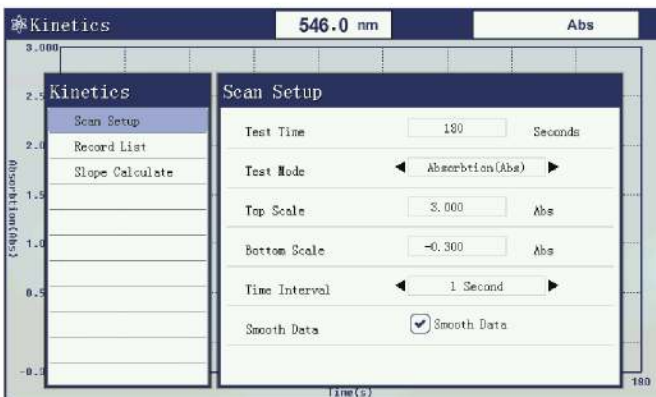 Kinetics 546.0 nm Abs
3.000
Kinetics
Scan Setup
Record List
Slope Calculate
Scan Setup
Test Time 180 Seconds
Test Mode Absorbtion(Abs)
Top Scale 3.000 Abs
Bottom Scale -0.300 Abs
Time Interval 1 Second
Smooth Data Smooth Data
2.5
2.0
1.5
1.0
0.5
-0.3
Absorbtion(Abs)
180
Time(s)